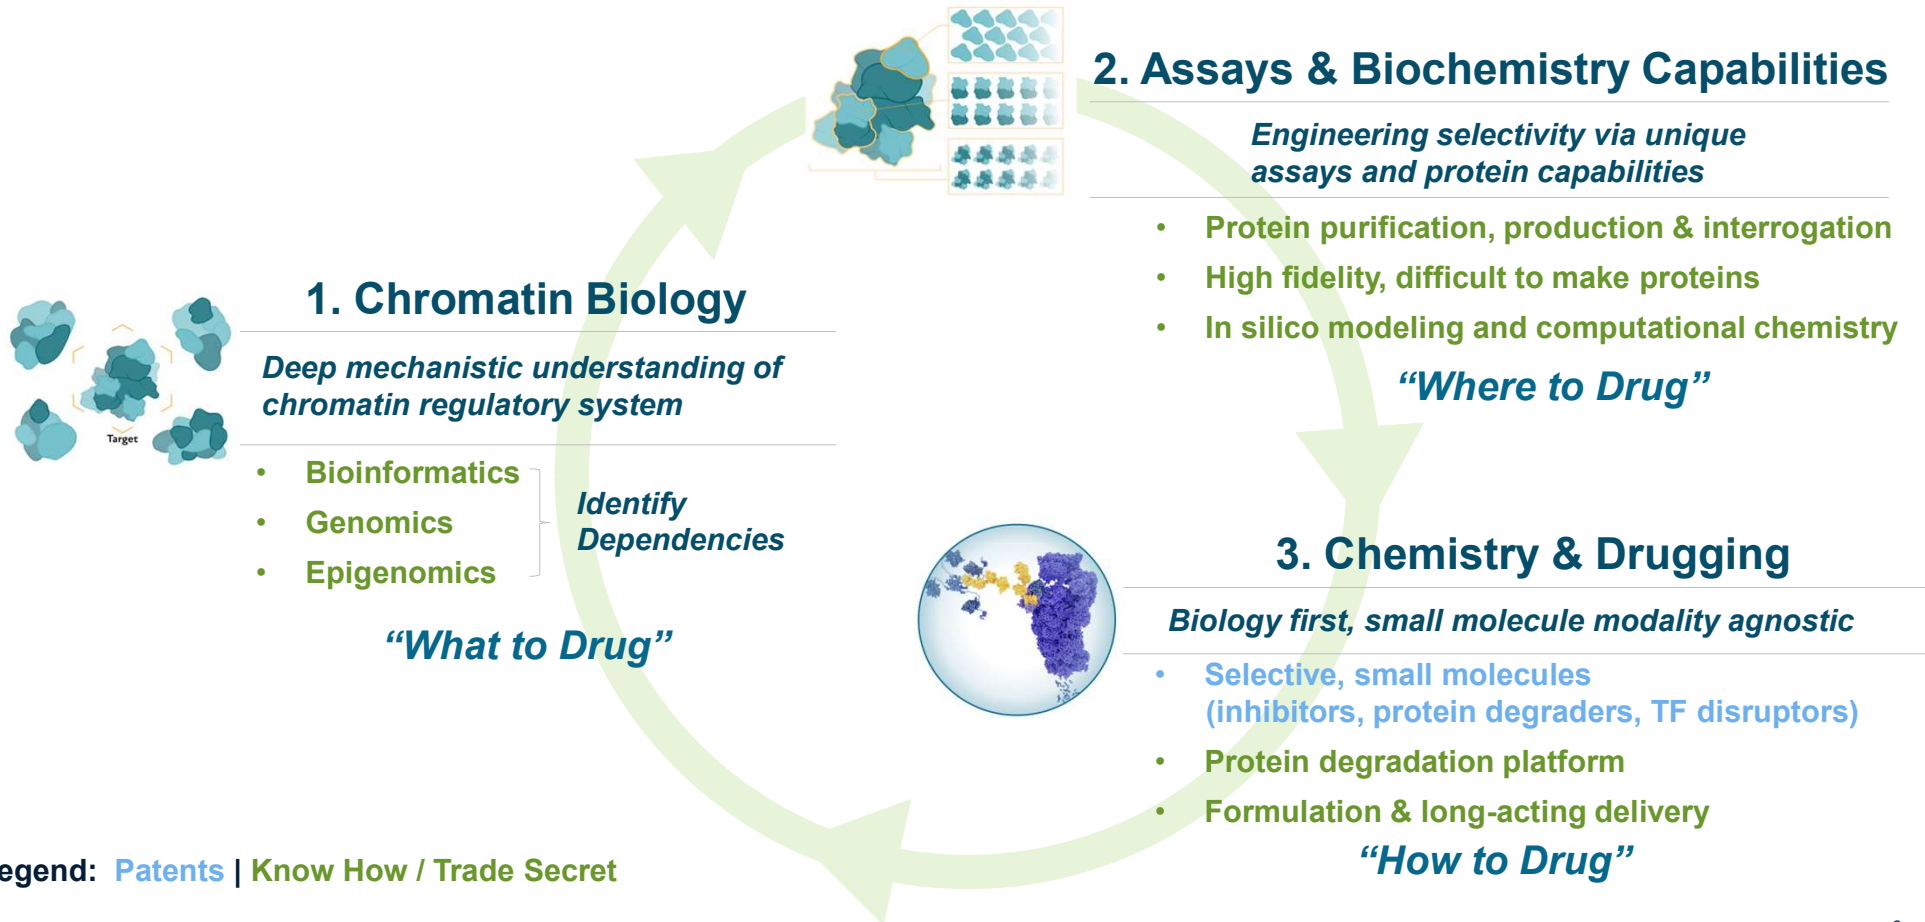 1. Chromatin Biology
Deep mechanistic understanding of
chromatin regulatory system
• Bioinformatics
• Genomics
• Epigenomics
Identify
Dependencies
“What to Drug”
Target
2. Assays & Biochemistry Capabilities
Engineering selectivity via unique
assays and protein capabilities
• Protein purification, production & interrogation
• High fidelity, difficult to make proteins
• In silico modeling and computational chemistry
“Where to Drug”
3. Chemistry & Drugging
Biology first, small molecule modality agnostic
• Selective, small molecules
(inhibitors, protein degraders, TF disruptors)
• Protein degradation platform
• Formulation & long-acting delivery
“How to Drug”
egend: Patents | Know How / Trade Secret